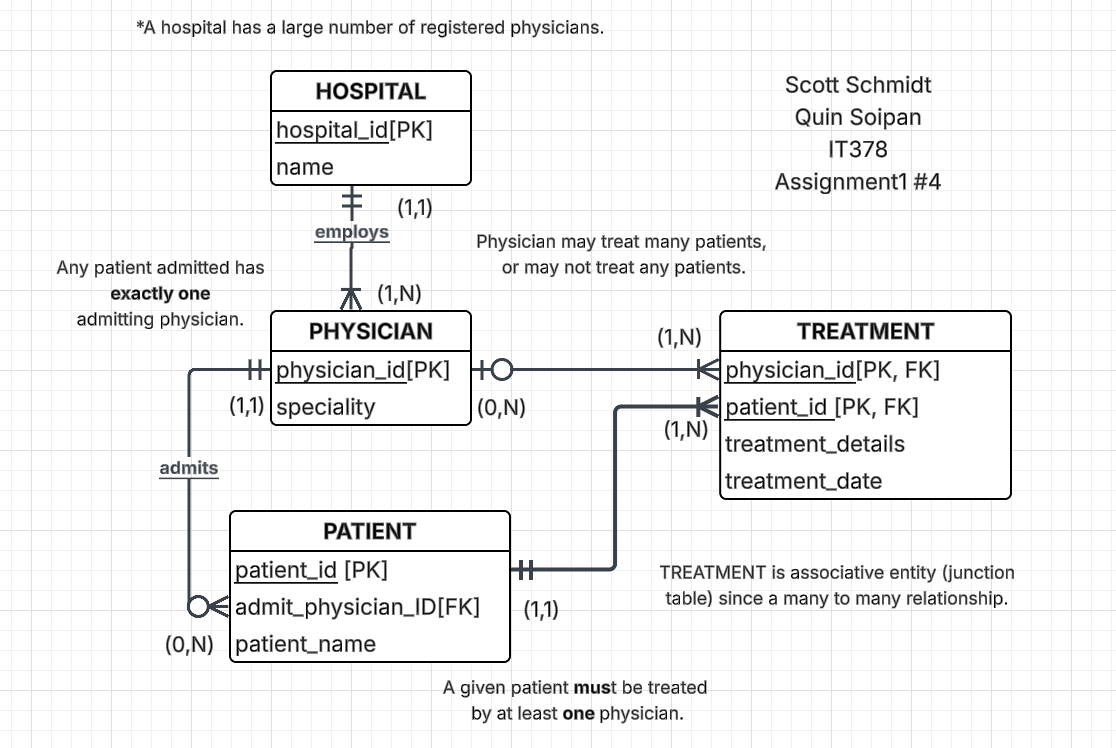 *A hospital has a large number of registered physicians.
HOSPITAL
hospital_id[PK]
name
Scott Schmidt
Quin Soipan
IT378
Assignment1 #4
(1,1)
employs
(1,N)
Physician may treat many patients,
or may not treat any patients.
Any patient admitted has
exactly one
admitting physician.
PHYSICIAN
physician_id[PK]
speciality
(1,1)
(0,N)
(1,N)
TREATMENT
physician_id[PK, FK]
patient_id [PK, FK]
treatment_details
treatment_date
(1,N)
admits
PATIENT
patient_id [PK]
admit_physician_ID[FK]
patient_name
(0,N)
(1,1)
TREATMENT is associative entity (junction
table) since a many to many relationship.
A given patient must be treated
by at least one physician.